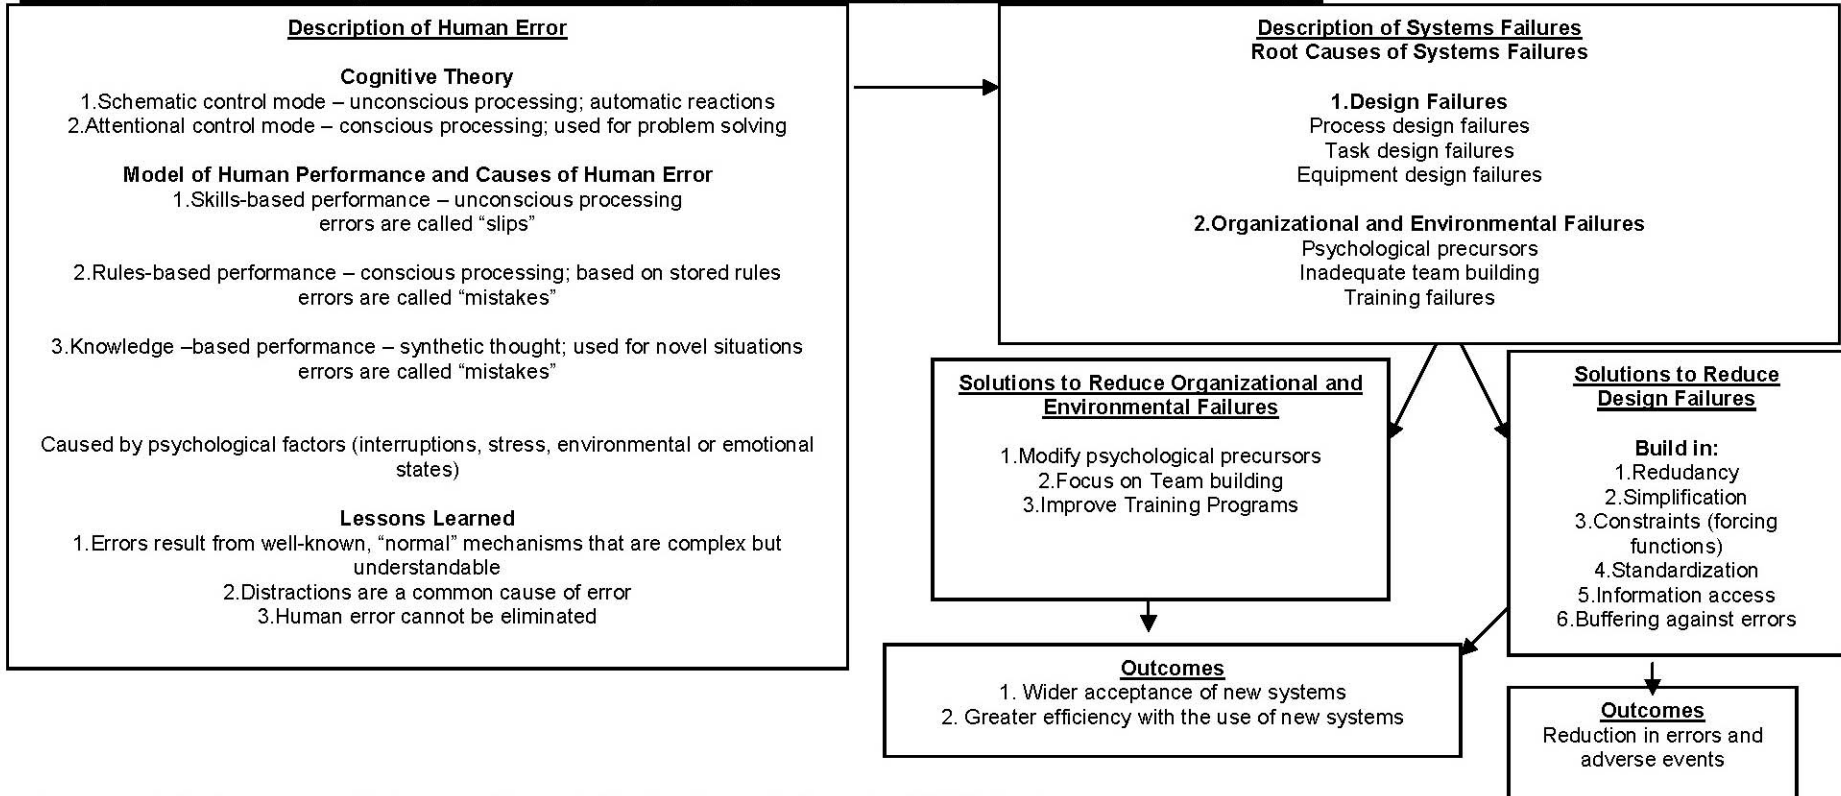 Description of Human Error
Cognitive Theory
1.Schematic control mode – unconscious processing; automatic reactions
2.Attentional control mode – conscious processing; used for problem solving
Model of Human Performance and Causes of Human Error
1.Skills-based performance – unconscious processing
errors are called “slips”
2.Rules-based performance – conscious processing; based on stored rules
errors are called “mistakes”
3.Knowledge –based performance – synthetic thought; used for novel situations
errors are called “mistakes”
Caused by psychological factors (interruptions, stress, environmental or emotional
states)
Lessons Learned
1.Errors result from well-known, “normal” mechanisms that are complex but
understandable
2.Distractions are a common cause of error
3.Human error cannot be eliminated
Description of Systems Failures
Root Causes of Systems Failures
1.Design Failures
Process design failures
Task design failures
Equipment design failures
2.Organizational and Environmental Failures
Psychological precursors
Inadequate team building
Training failures
Solutions to Reduce Organizational and
Environmental Failures
1.Modify psychological precursors
2.Focus on Team building
3.Improve Training Programs
Solutions to Reduce
Design Failures
Build in:
1.Redudancy
2.Simplification
3.Constraints (forcing
functions)
4.Standardization
5.Information access
6.Buffering against errors
Outcomes
1. Wider acceptance of new systems
2. Greater efficiency with the use of new systems
Outcomes
Reduction in errors and
adverse events